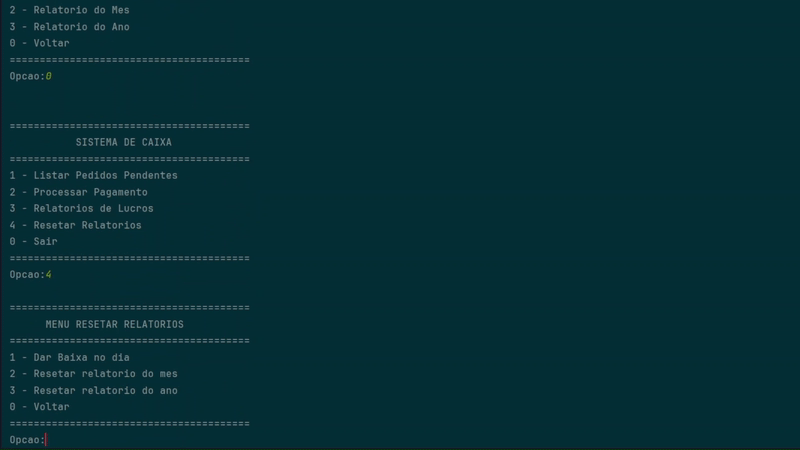 2 - Relatorio do Mes
3 - Relatorio do Ano
0 - Voltar
========================================
Opcao:0
========================================
SISTEMA DE CAIXA
========================================
1 - Listar Pedidos Pendentes
2 - Processar Pagamento
3 - Relatorios de Lucros
4 - Resetar Relatorios
0 - Sair
========================================
Opcao:4
========================================
MENU RESETAR RELATORIOS
========================================
1 - Dar Baixa no dia
2 - Resetar relatorio do mes
3 - Resetar relatorio do ano
0 - Voltar
========================================
Opcao: